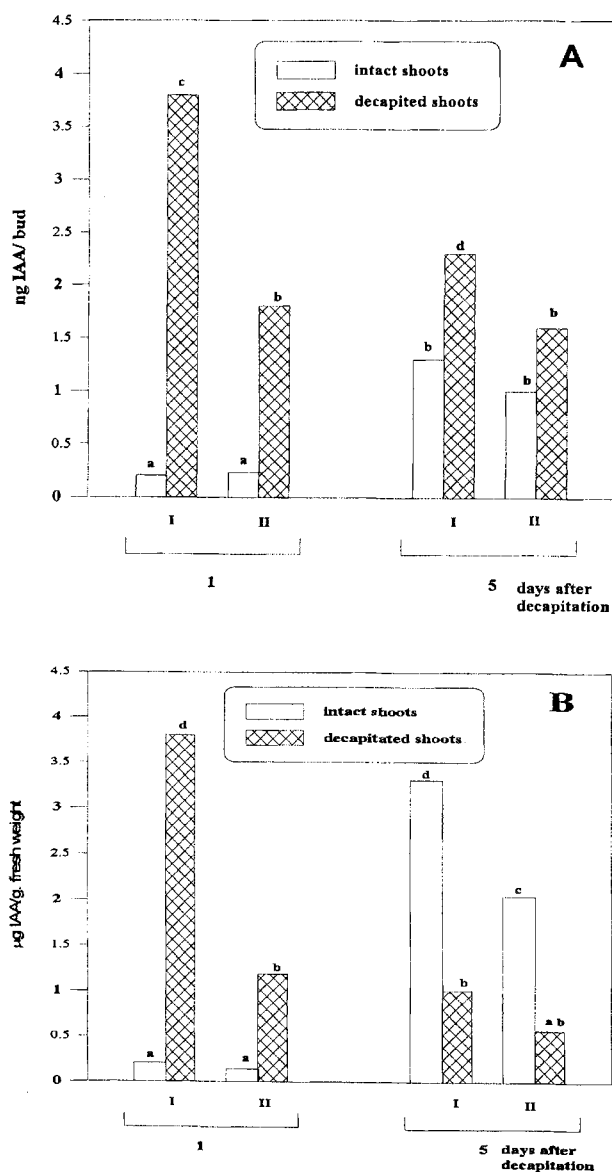 4.5
A
intact shoots
decapited shoots
4
3.5
3
2.5
2
1.5
1
0.5
0
ng IAA/ bud
a
c
a
b
b
d
b
b
I
II
I
II
1
5 days after
decapitation
4.5
B
intact shoots
decapitated shoots
4
3.5
3
2.5
2
1.5
1
0.5
0
µg IAA/g. fresh weight
a
d
a
b
d
b
c
a b
I
II
I
II
1
5 days after
decapitation